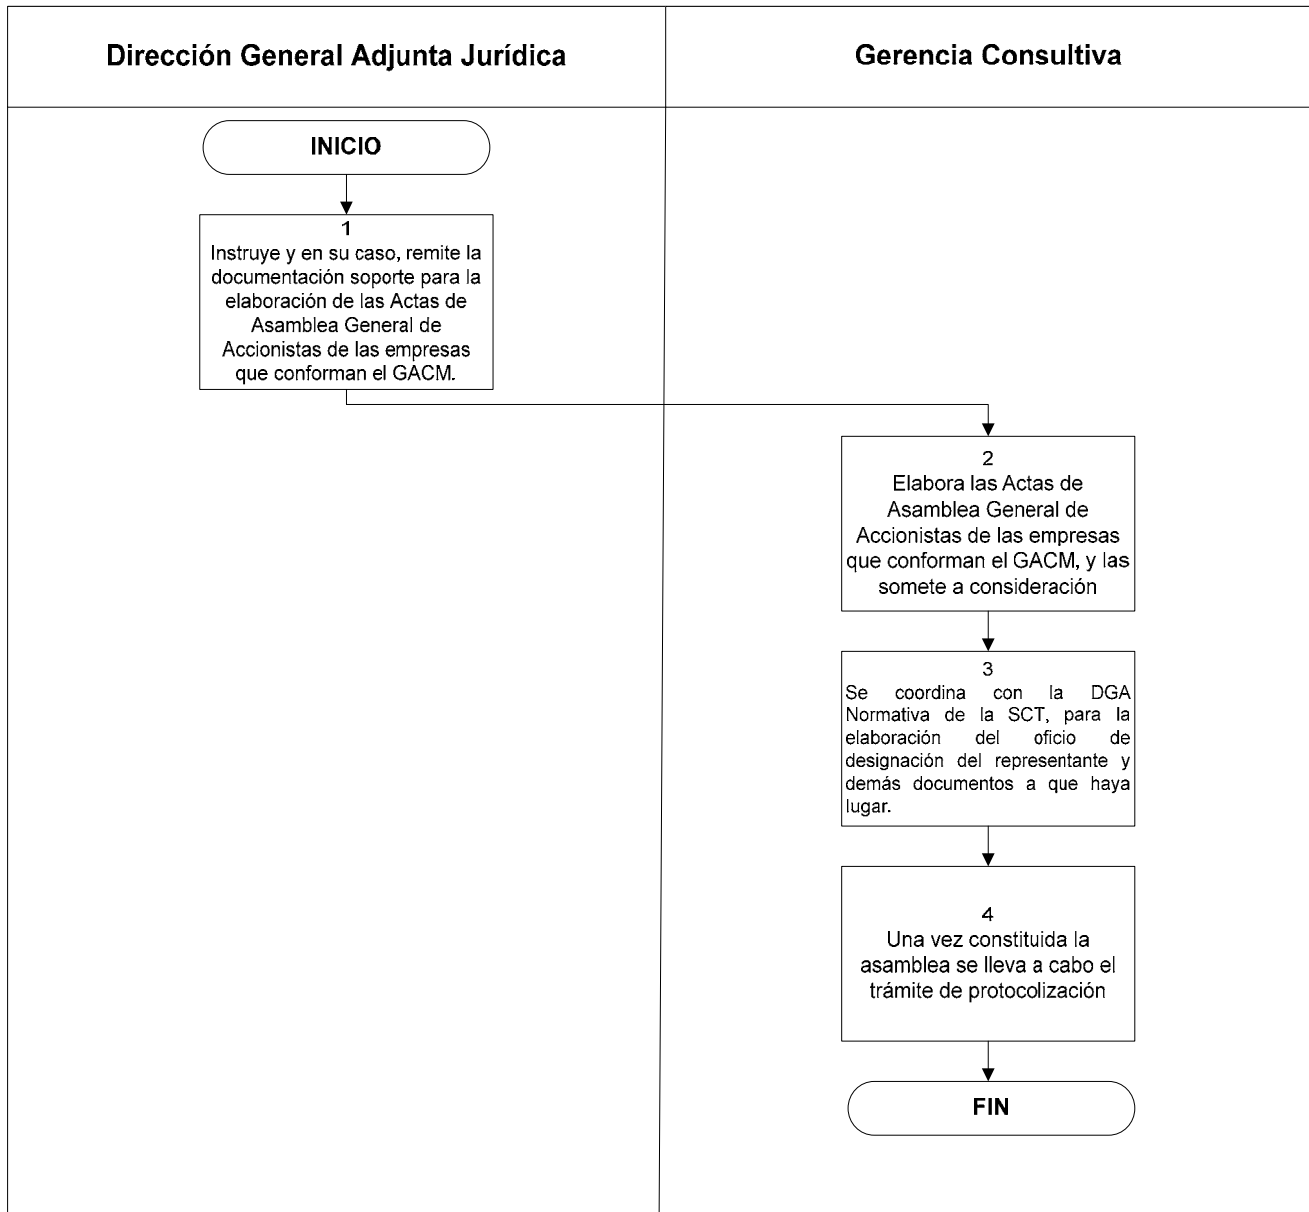 Dirección General Adjunta Jurídica
Gerencia Consultiva
INICIO
1
Instruye y en su caso, remite la
documentación soporte para la
elaboración de las Actas de
Asamblea General de
Accionistas de las empresas
que conforman el GACM.
2
Elabora las Actas de
Asamblea General de
Accionistas de las empresas
que conforman el GACM, y las
somete a consideración
3
Se coordina con la DGA
Normativa de la SCT, para la
elaboración del oficio de
designación del representante y
demás documentos a que haya
lugar.
4
Una vez constituida la
asamblea se lleva a cabo el
trámite de protocolización
FIN